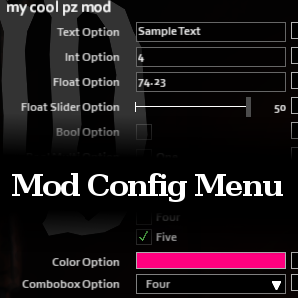 my cool pz mod
Text Option Sample Text
Int Option 4
Float Option 74.23
Float Slider Option 50
Bool Option
One
Mod Config Menu
Four
Five
Color Option
Combobox Option Four